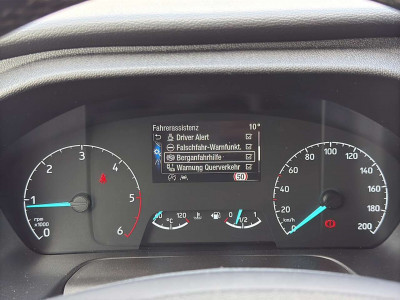 Fahrerassistenz 10°
Driver Alert
Falschfahr-Warnfunkt.
Berganfahrhilfe
Warnung Querverkehr
60
0 1 2 3 4 5 6
rpm
x1000
60 °C 120
0 1/2 1
0 20 40 60 80 100 120 140 160 180 200
km/h